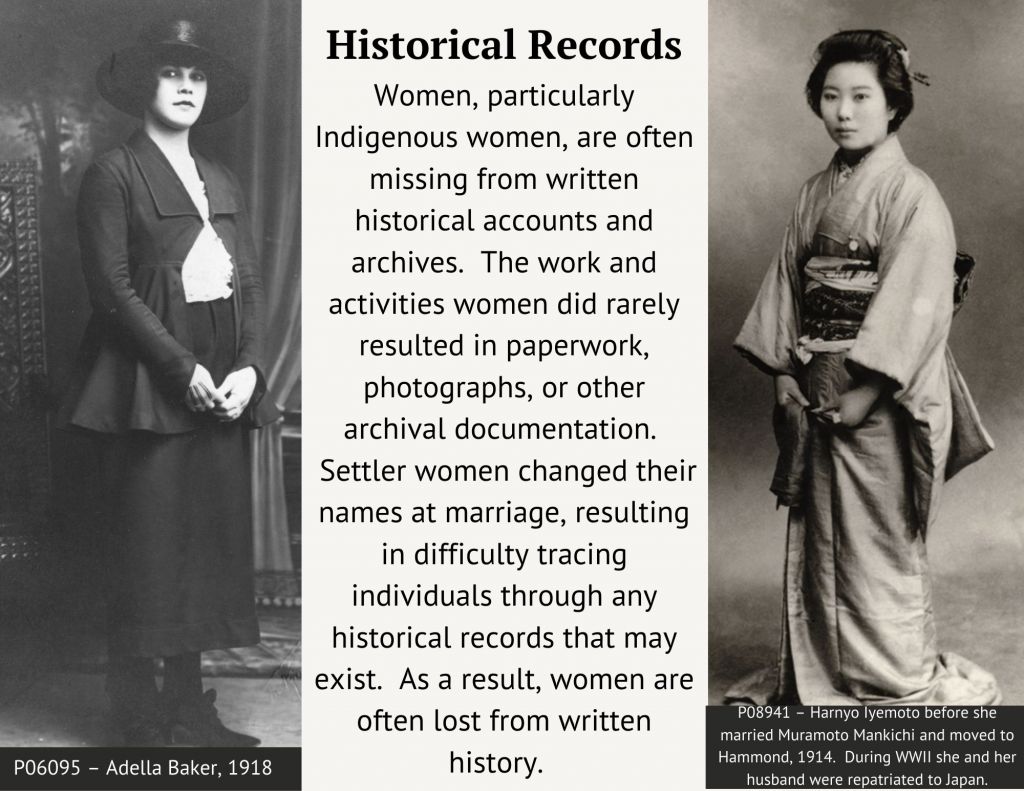 Historical Records
Women, particularly
Indigenous women, are often
missing from written
historical accounts and
archives.  The work and
activities women did rarely
resulted in paperwork,
photographs, or other
archival documentation.
Settler women changed their
names at marriage, resulting
in difficulty tracing
individuals through any
historical records that may
exist.  As a result, women are
often lost from written
history.
P06095 – Adella Baker, 1918
P08941 – Harnyo Iyemoto before she
married Muramoto Mankichi and moved to
Hammond, 1914.  During WWII she and her
husband were repatriated to Japan.